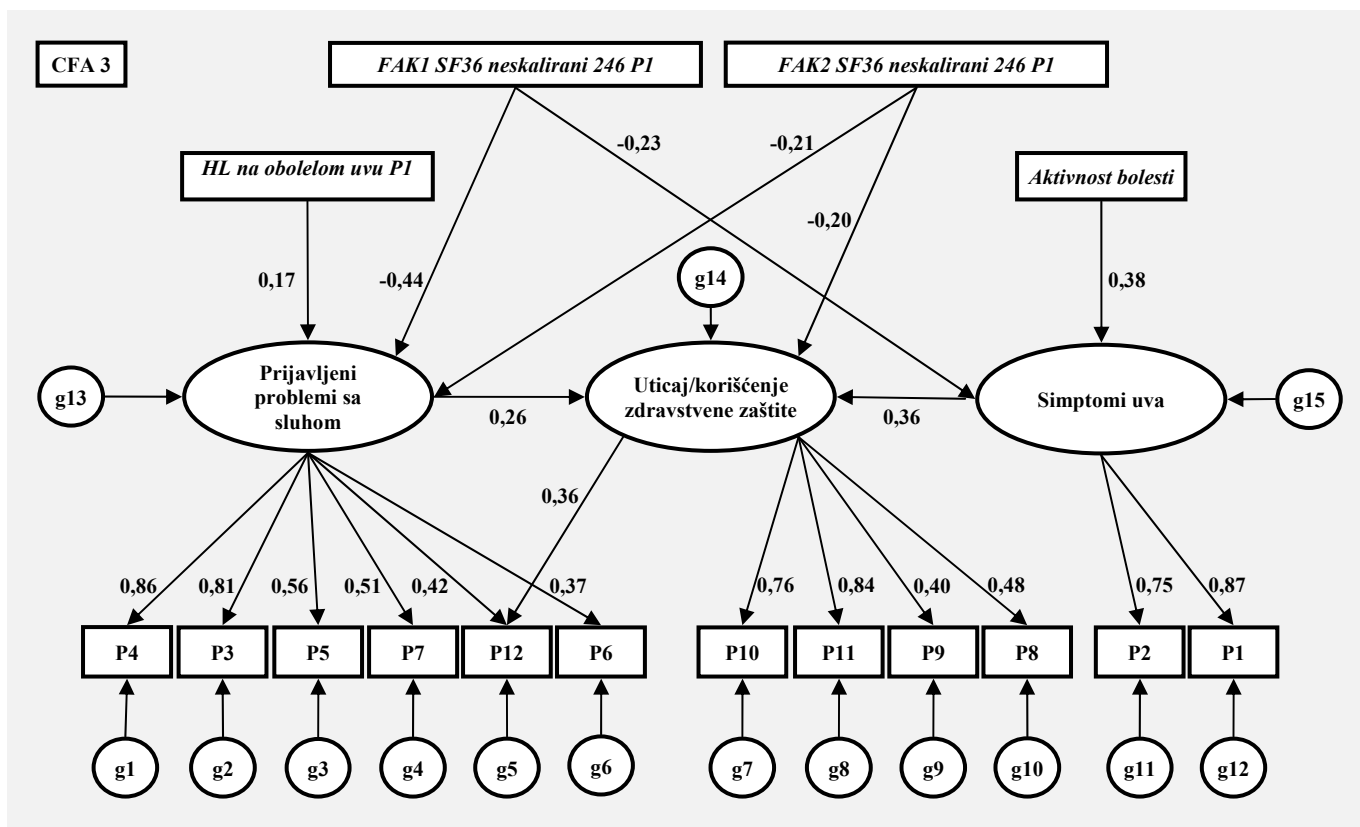 CFA 3
FAK1 SF36 neskalirani 246 P1
FAK2 SF36 neskalirani 246 P1
HL na obolelom uvu P1
Aktivnost bolesti
-0,23
-0,21
-0,20
0,17
-0,44
g14
0,38
g13
Prijavljeni
problemi sa
sluhom
0,26
Uticaj/korišćenje
zdravstvene zaštite
0,36
Simptomi uva
g15
0,36
0,86
0,81
0,56
0,51
0,42
0,37
0,76
0,84
0,40
0,48
0,75
0,87
P4
P3
P5
P7
P12
P6
P10
P11
P9
P8
P2
P1
g1
g2
g3
g4
g5
g6
g7
g8
g9
g10
g11
g12